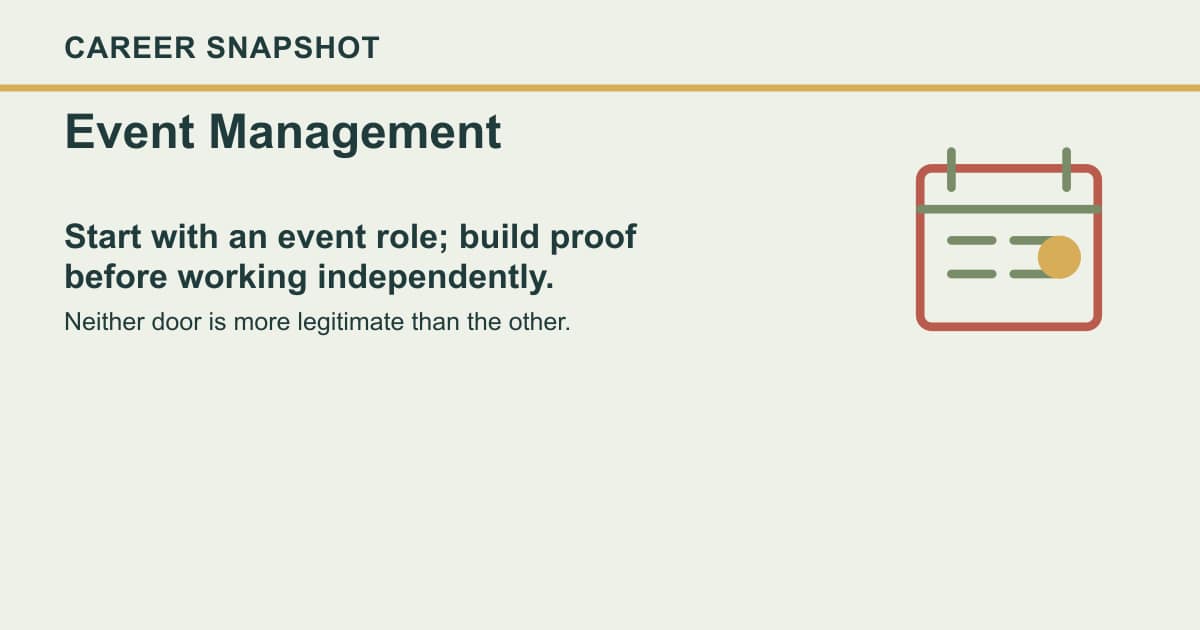 CAREER SNAPSHOT
Event Management
Start with an event role; build proof
before working independently.
Neither door is more legitimate than the other.